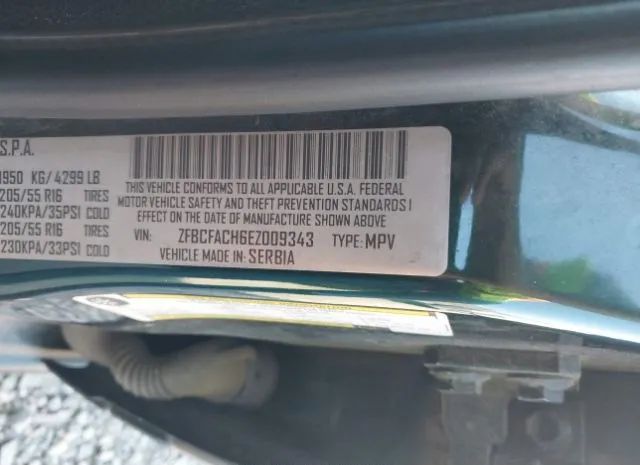 S.P.A.
1950 KG/ 4299 LB
205/55 R16 TIRES
240KPA/35PSI COLD
205/55 R16 TIRES
230KPA/33PSI COLD
THIS VEHICLE CONFORMS TO ALL APPLICABLE U.S.A. FEDERAL
MOTOR VEHICLE SAFETY AND THEFT PREVENTION STANDARDS I
EFFECT ON THE DATE OF MANUFACTURE SHOWN ABOVE.
VIN: ZFBCFACH6EZ009343 TYPE: MPV
VEHICLE MADE IN SERBIA